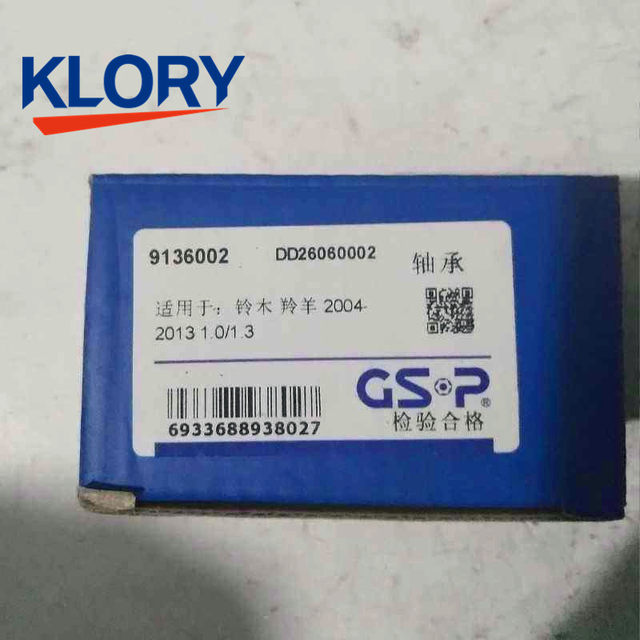 KLORY
9136002 DD26060002 轴承
适用于: 铃木 羚羊 2004-
2013 1.0/1.3
GSP®
6933688938027 检验合格